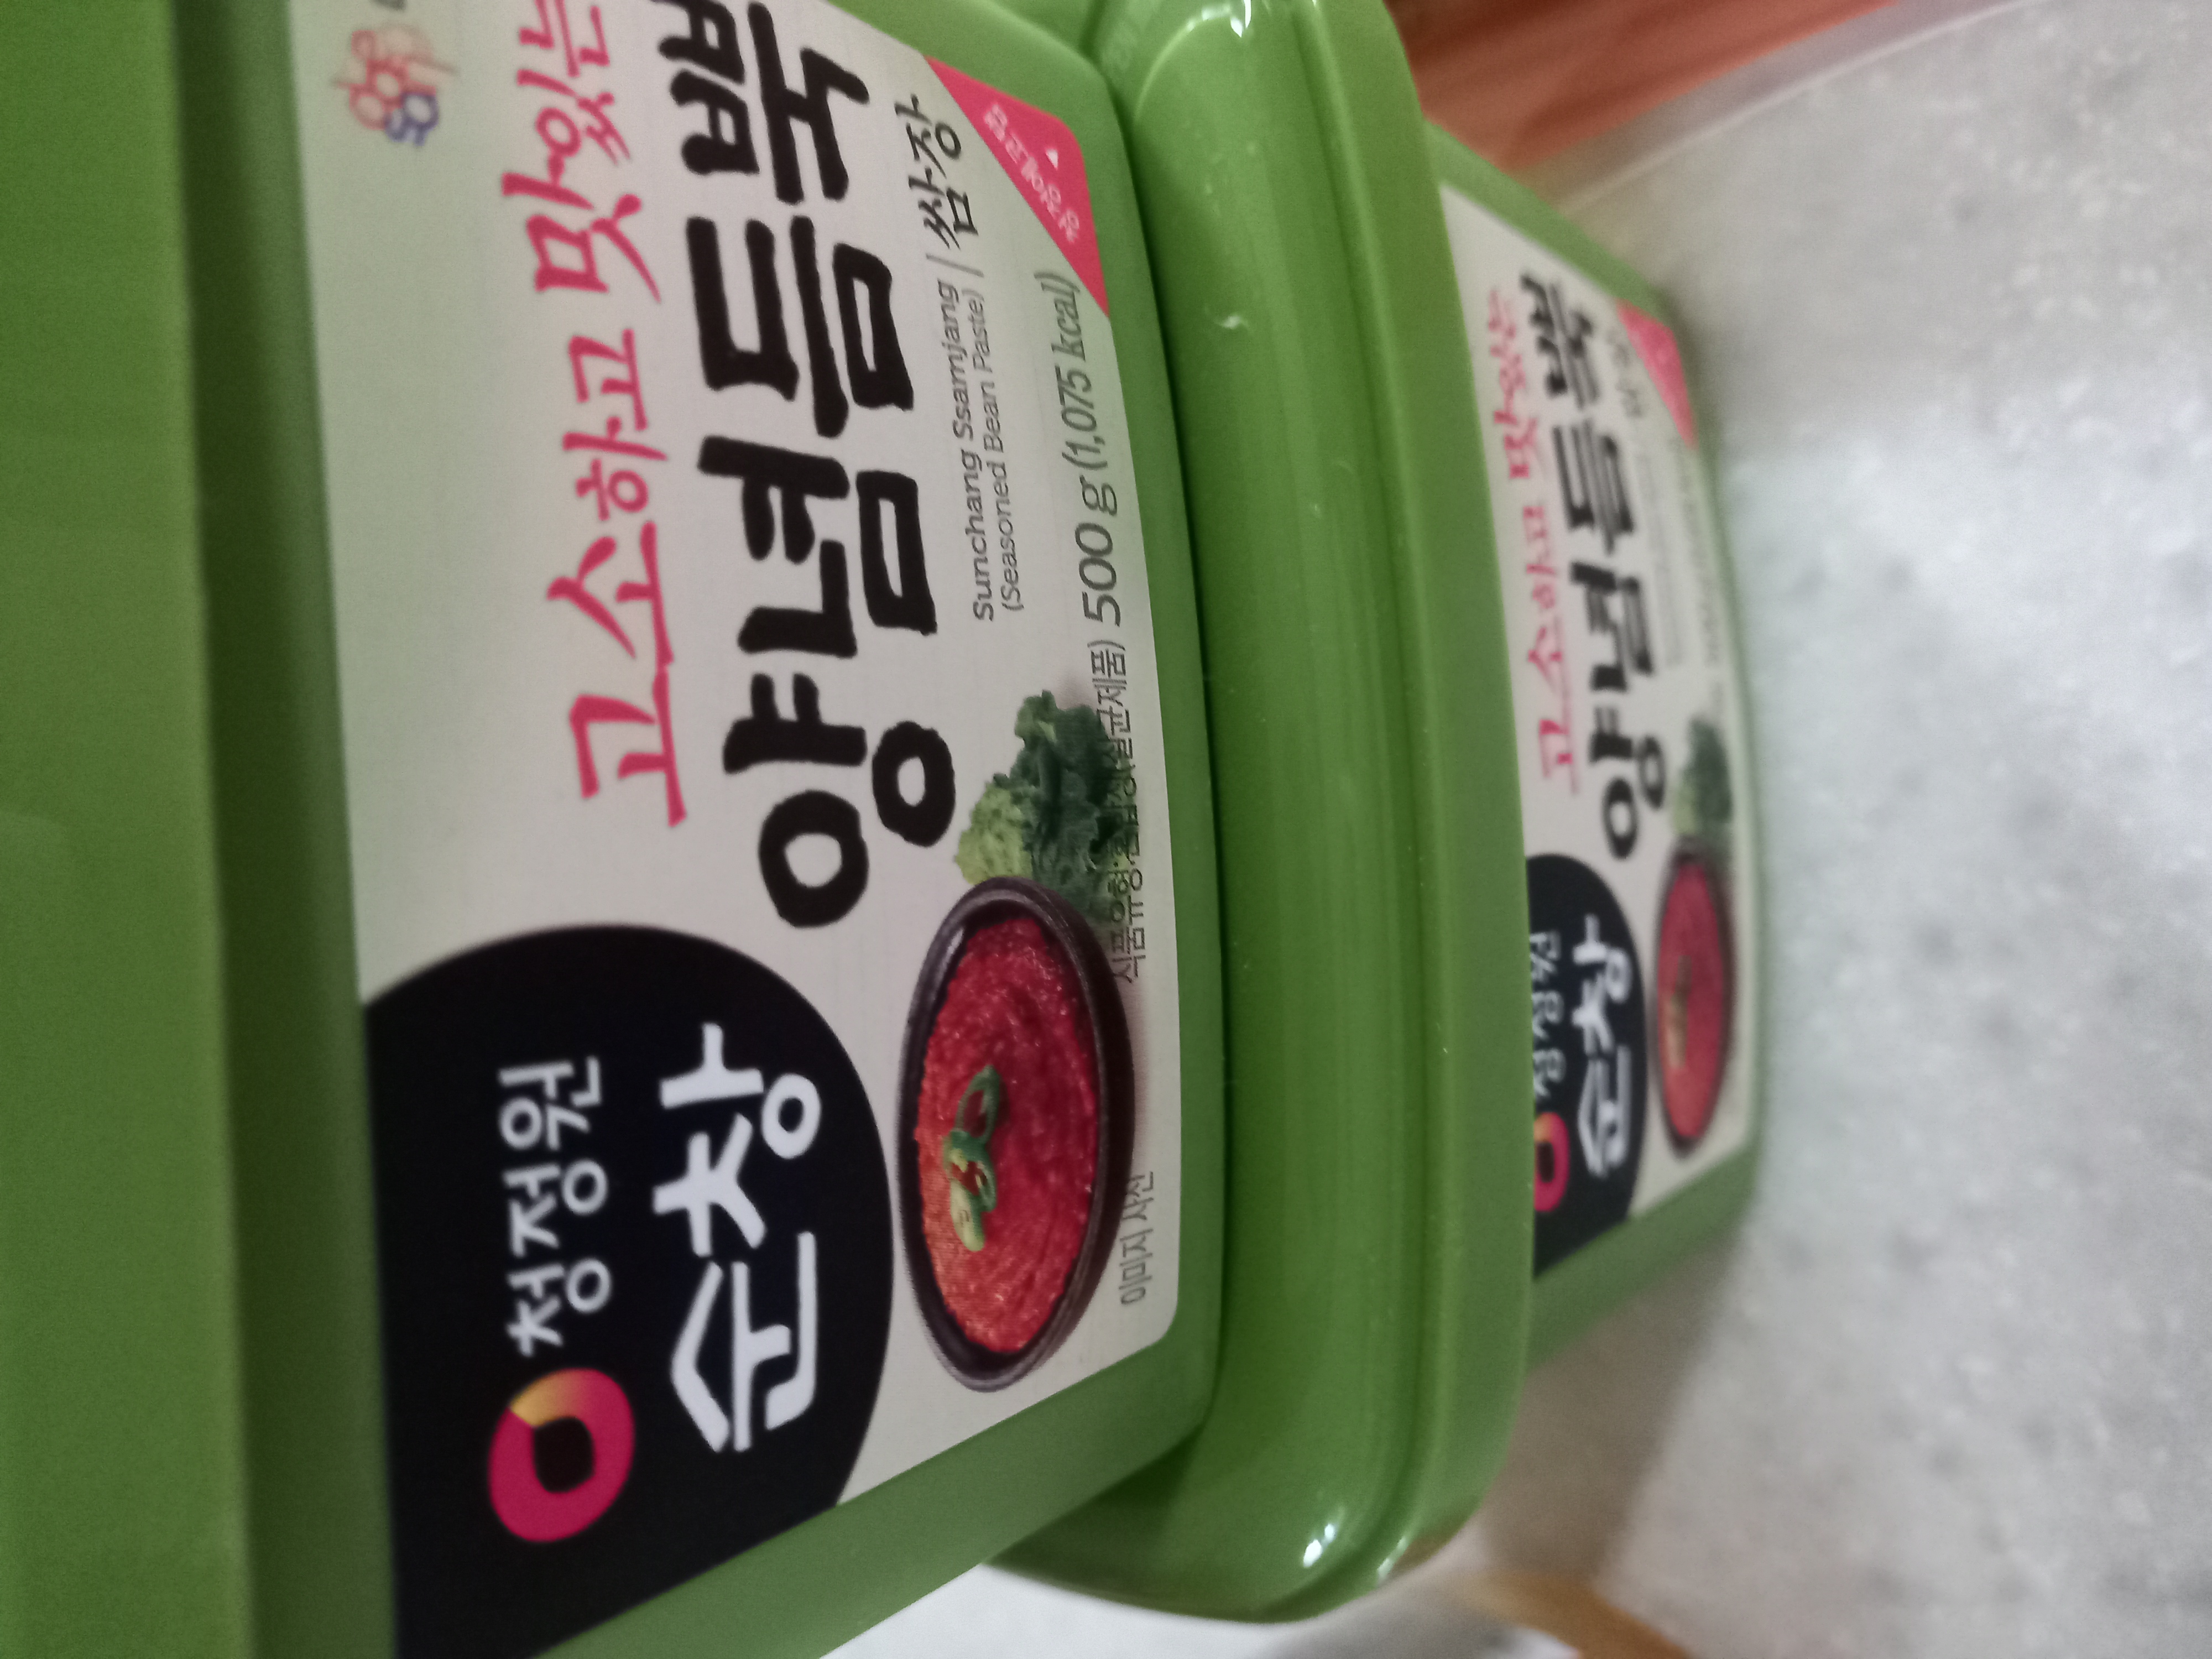 청정원
순창
고소하고 맛있는
양념듬뿍
Sunchang Ssamjang
(Seasoned Bean Paste)
쌈장
500 g (1,075 kcal)
이미지 사진
청정원
순창
고소하고 맛있는
양념듬뿍